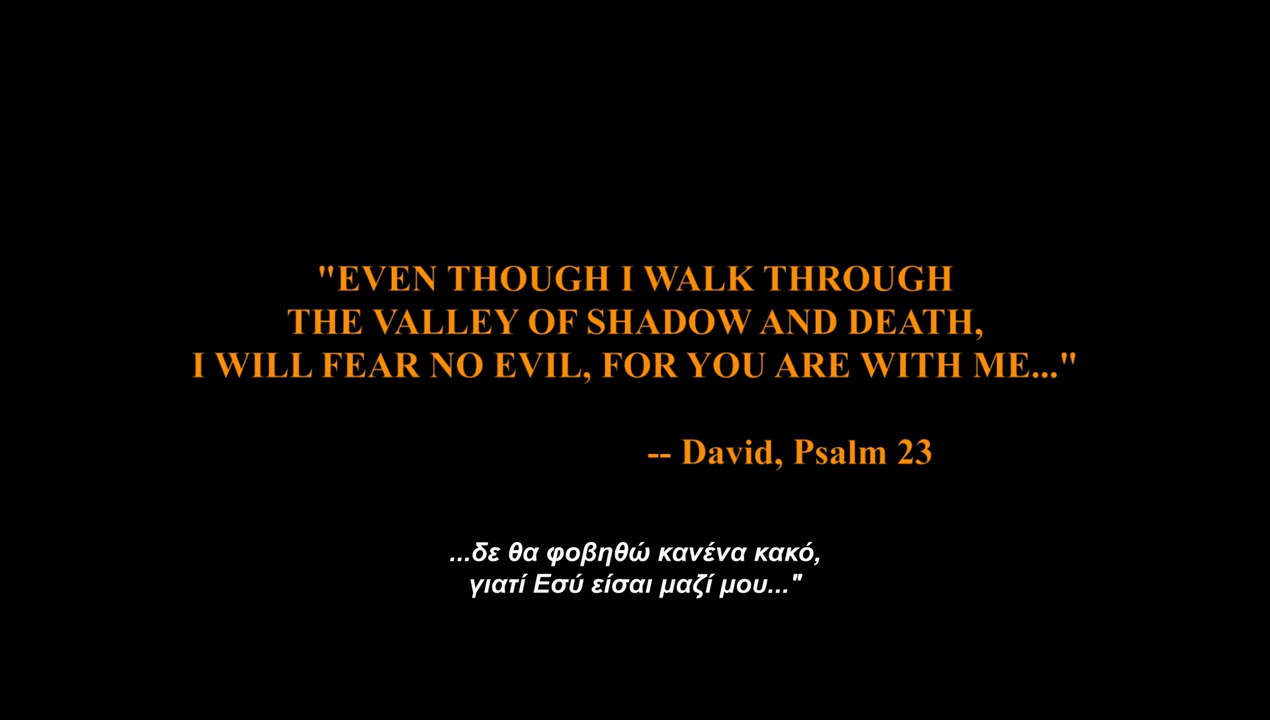 "EVEN THOUGH I WALK THROUGH
THE VALLEY OF SHADOW AND DEATH,
I WILL FEAR NO EVIL, FOR YOU ARE WITH ME..."
-- David, Psalm 23
...δε θα φοβηθώ κανένα κακό,
γιατί Εσύ είσαι μαζί μου..."